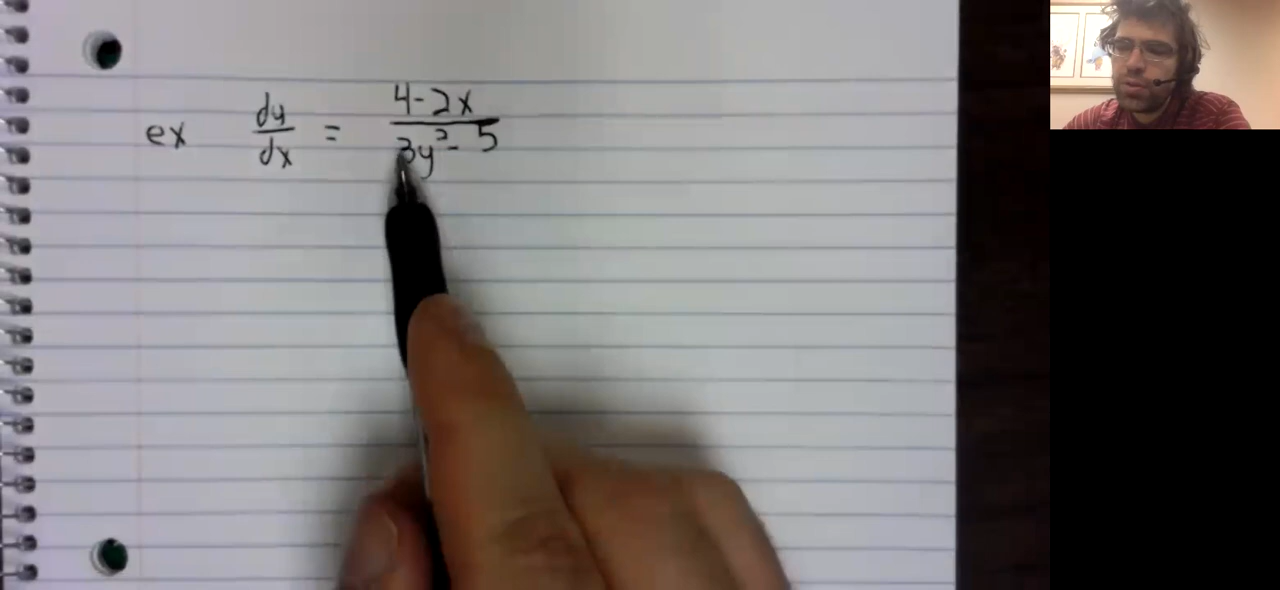 ex dy/dx = (4-2x)/(3y²-5)